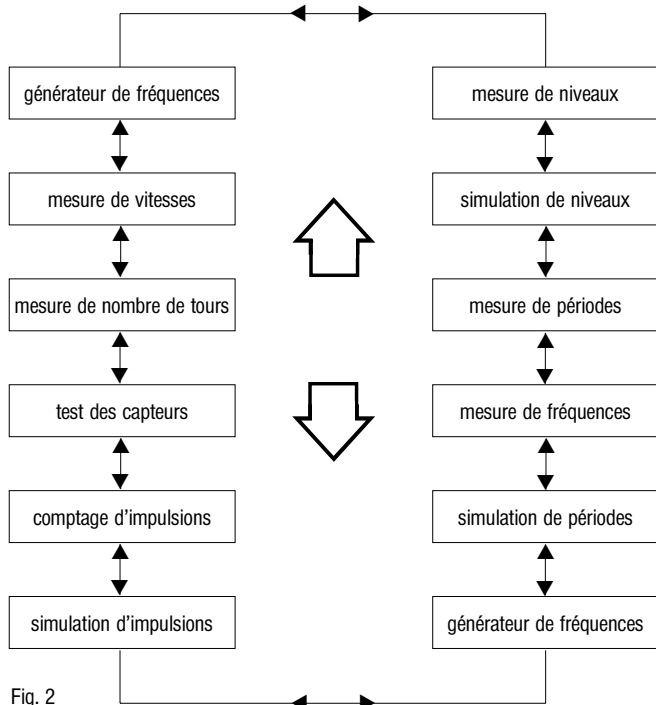 générateur de fréquences
mesure de vitesses
mesure de nombre de tours
test des capteurs
comptage d'impulsions
simulation d'impulsions
mesure de niveaux
simulation de niveaux
mesure de périodes
mesure de fréquences
simulation de périodes
générateur de fréquences
Fig. 2